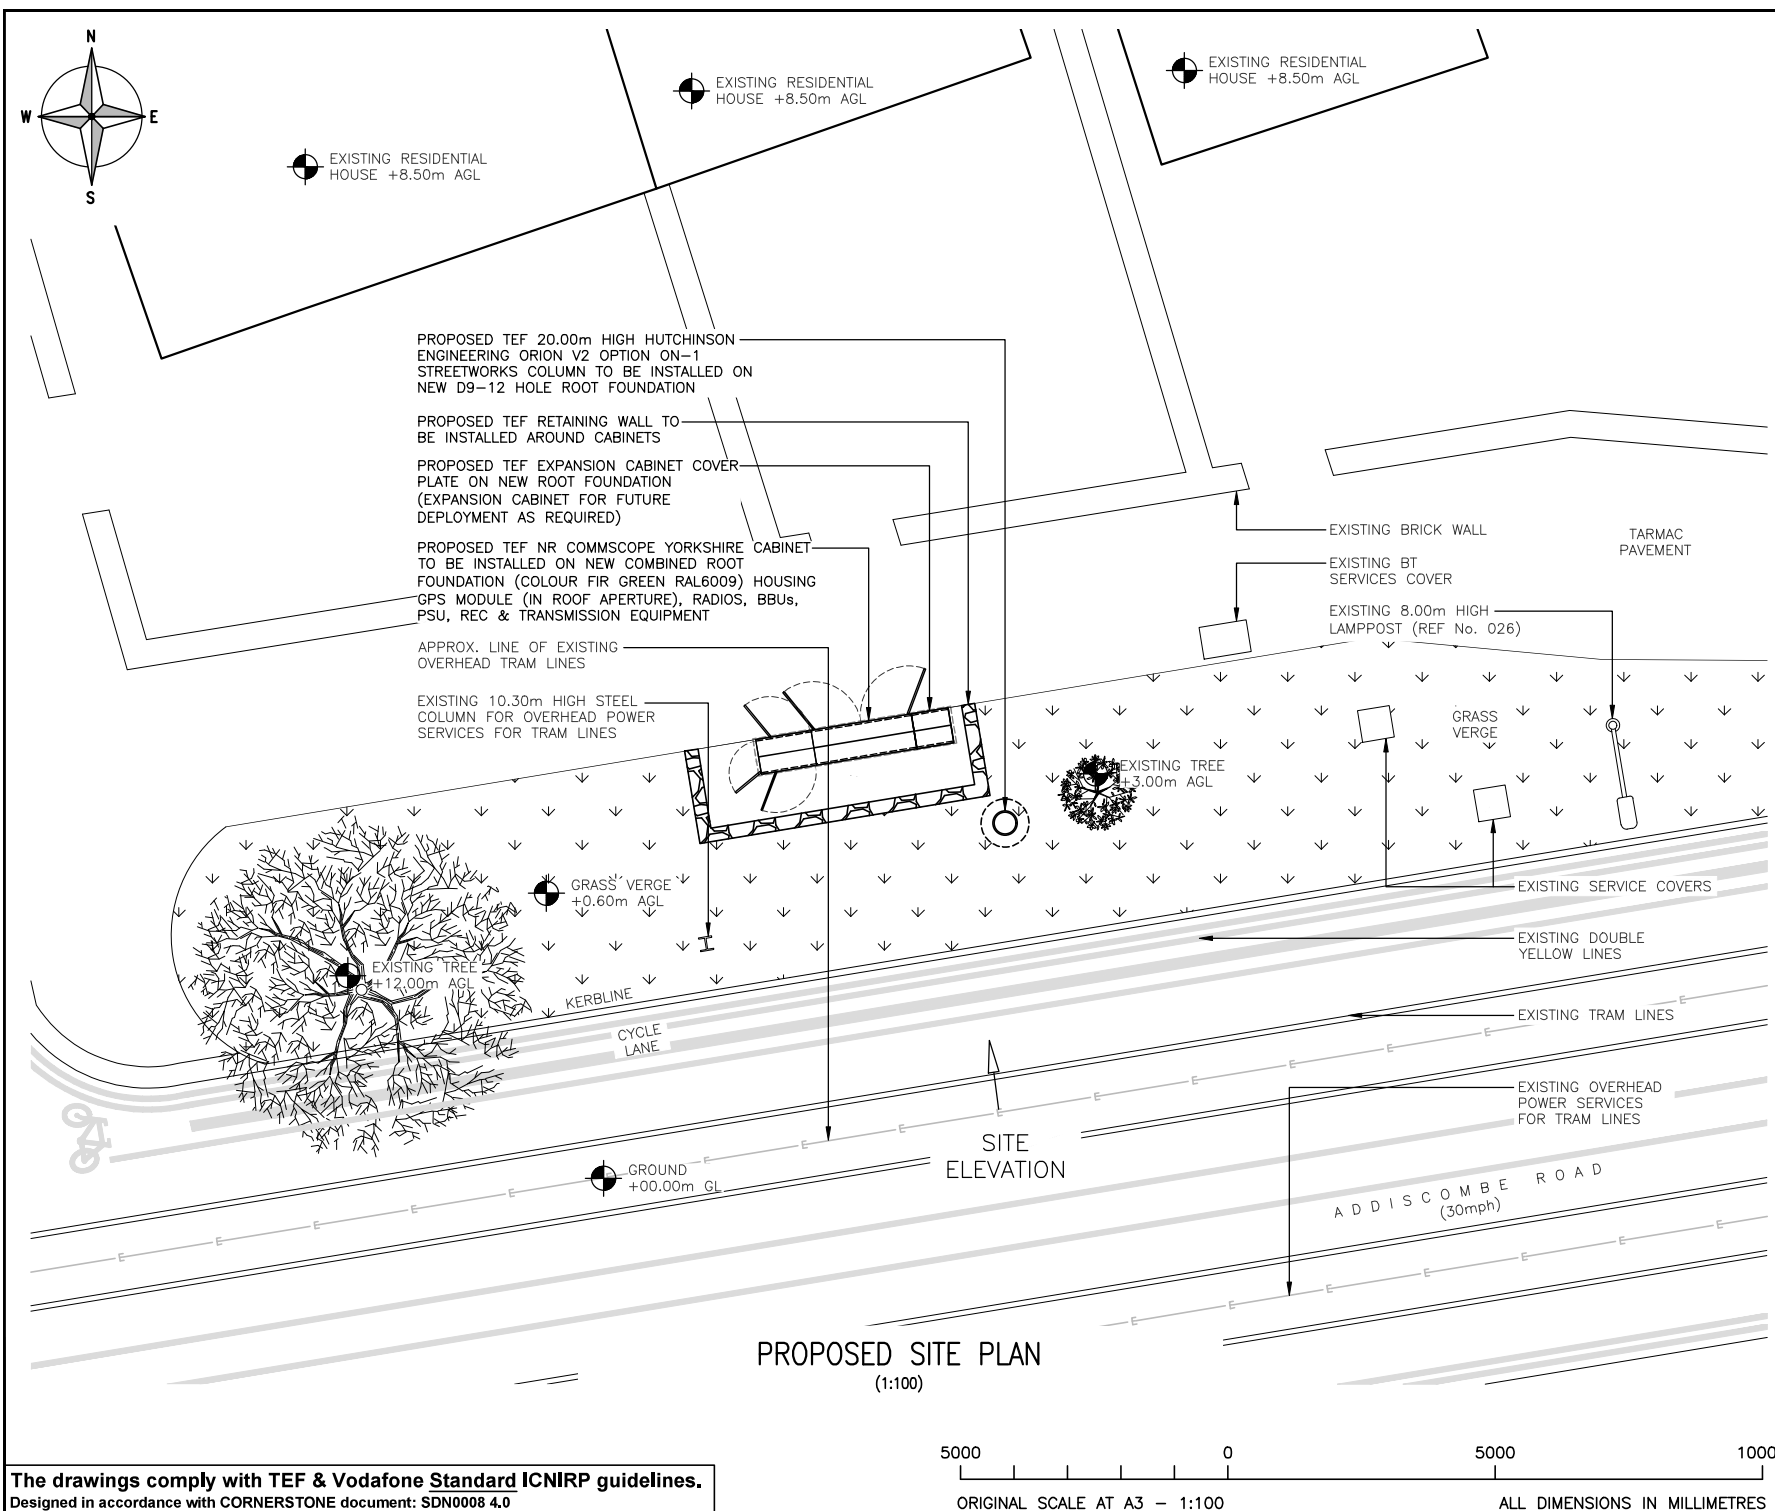 N
W
E
S
EXISTING RESIDENTIAL
HOUSE +8.50m AGL
EXISTING RESIDENTIAL
HOUSE +8.50m AGL
EXISTING RESIDENTIAL
HOUSE +8.50m AGL
PROPOSED TEF 20.00m HIGH HUTCHINSON
ENGINEERING ORION V2 OPTION ON-1
STREETWORKS COLUMN TO BE INSTALLED ON
NEW D9-12 HOLE ROOT FOUNDATION
PROPOSED TEF RETAINING WALL TO
BE INSTALLED AROUND CABINETS
PROPOSED TEF EXPANSION CABINET COVER
PLATE ON NEW ROOT FOUNDATION
(EXPANSION CABINET FOR FUTURE
DEPLOYMENT AS REQUIRED)
PROPOSED TEF NR COMMSCOPE YORKSHIRE CABINET
TO BE INSTALLED ON NEW COMBINED ROOT
FOUNDATION (COLOUR FIR GREEN RAL6009) HOUSING
GPS MODULE (IN ROOF APERTURE), RADIOS, BBUs,
PSU, REC & TRANSMISSION EQUIPMENT
APPROX. LINE OF EXISTING
OVERHEAD TRAM LINES
EXISTING 10.30m HIGH STEEL
COLUMN FOR OVERHEAD POWER
SERVICES FOR TRAM LINES
EXISTING BRICK WALL
TARMAC
PAVEMENT
EXISTING BT
SERVICES COVER
EXISTING 8.00m HIGH
LAMPPOST (REF No. 026)
GRASS
VERGE
EXISTING TREE
+3.00m AGL
GRASS VERGE
+0.60m AGL
EXISTING SERVICE COVERS
EXISTING DOUBLE
YELLOW LINES
EXISTING TREE
+12.00m AGL
KERBLINE
CYCLE
LANE
EXISTING TRAM LINES
EXISTING OVERHEAD
POWER SERVICES
FOR TRAM LINES
SITE
ELEVATION
GROUND
+00.00m GL
E E E E E E E E E E E E E
ADDISCOMBE ROAD
(30mph)
E E E E E E
PROPOSED SITE PLAN
(1:100)
5000 0 5000 1000
The drawings comply with TEF & Vodafone Standard ICNIRP guidelines.
Designed in accordance with CORNERSTONE document: SDN0008 4.0
ORIGINAL SCALE AT A3 - 1:100
ALL DIMENSIONS IN MILLIMETRES